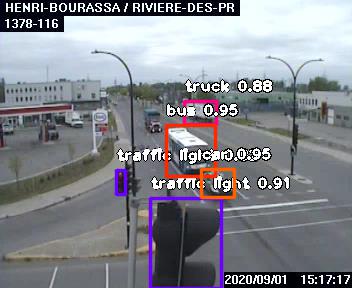 HENRI-BOURASSA / RIVIERE-DES-PR
1378-116
truck 0.88
bus 0.95
traffic light
car 0.95
traffic light 0.91
2020/09/01 15:17:17